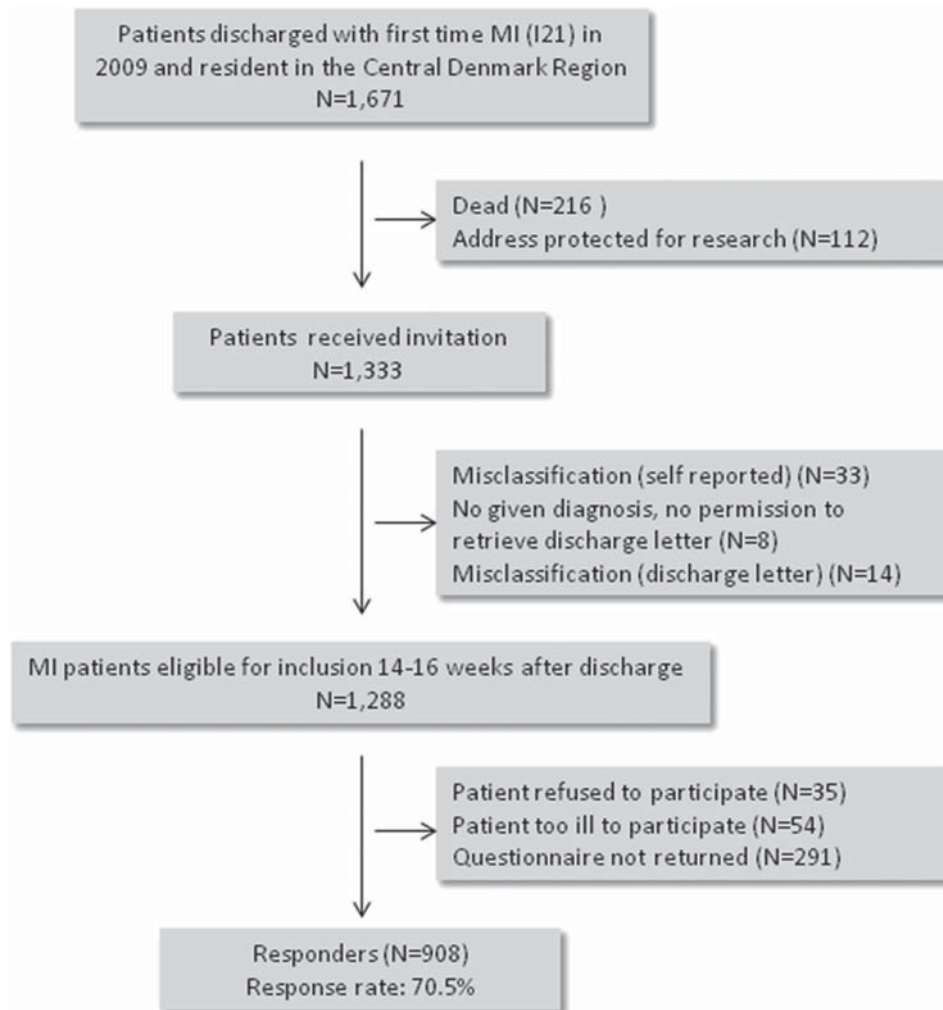 Patients discharged with first time MI (I21) in
2009 and resident in the Central Denmark Region
N=1,671
Dead (N=216 )
Address protected for research (N=112)
Patients received invitation
N=1,333
Misclassification (self reported) (N=33)
No given diagnosis, no permission to
retrieve discharge letter (N=8)
Misclassification (discharge letter) (N=14)
MI patients eligible for inclusion 14-16 weeks after discharge
N=1,288
Patient refused to participate (N=35)
Patient too ill to participate (N=54)
Questionnaire not returned (N=291)
Responders (N=908)
Response rate: 70.5%